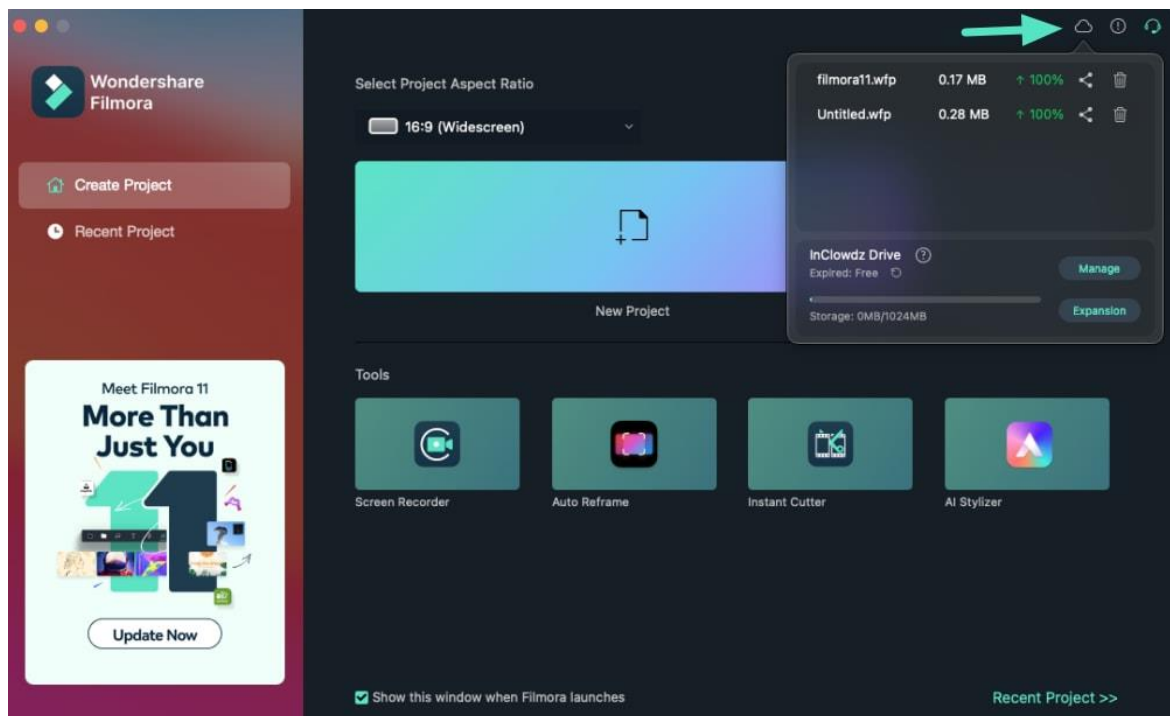 Wondershare
Filmora
Create Project
Recent Project
Meet Filmora 11
More Than
Just You
Update Now
Select Project Aspect Ratio
16:9 (Widescreen)
New Project
filmora11.wfp 0.17 MB ↑ 100%
Untitled.wfp 0.28 MB ↑ 100%
InClowdz Drive ?
Expired: Free
Manage
Storage: 0MB/1024MB
Expansion
Tools
Screen Recorder
Auto Reframe
Instant Cutter
AI Stylizer
Show this window when Filmora launches
Recent Project >>